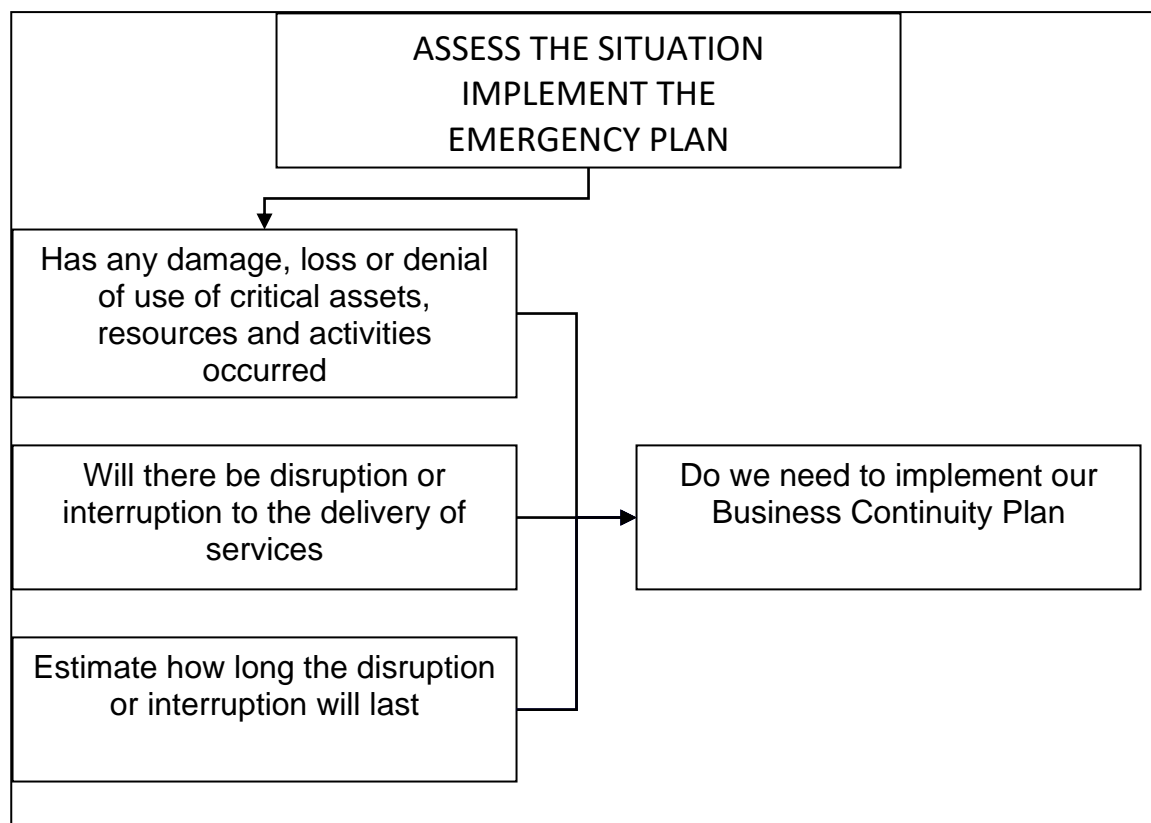 ASSESS THE SITUATION
IMPLEMENT THE
EMERGENCY PLAN
Has any damage, loss or denial
of use of critical assets,
resources and activities
occurred
Will there be disruption or
interruption to the delivery of
services
Do we need to implement our
Business Continuity Plan
Estimate how long the disruption
or interruption will last